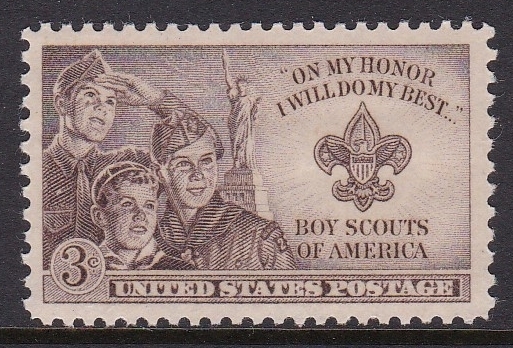 "ON MY HONOR
I WILL DO MY BEST..."
BOY SCOUTS
OF AMERICA
3¢
UNITED STATES POSTAGE